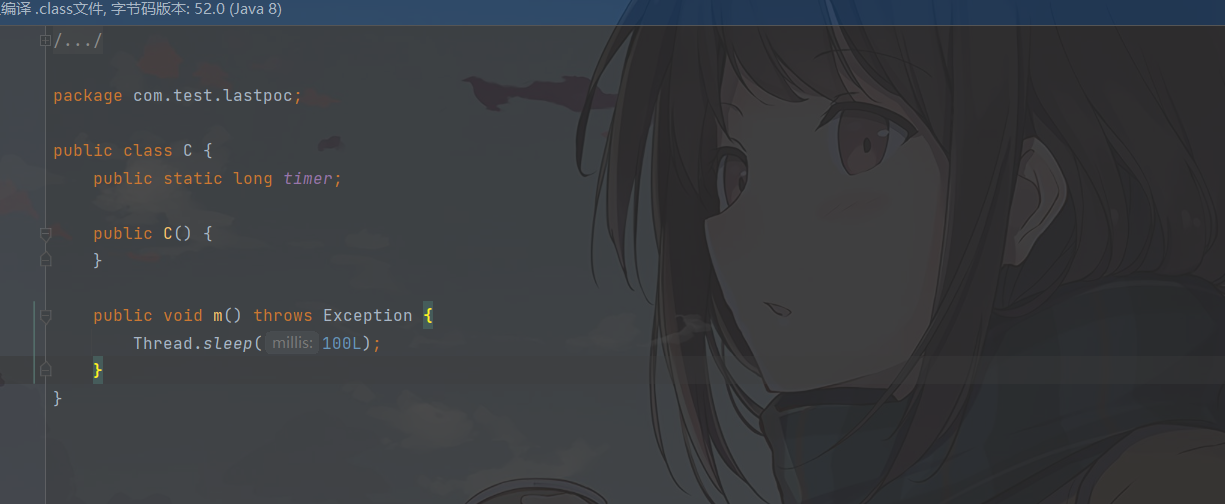 编译 .class文件, 字节码版本: 52.0 (Java 8)
/.../
package com.test.lastpoc;
public class C {
public static long timer;
public C() {
}
public void m() throws Exception {
Thread.sleep( millis: 100L);
}
}